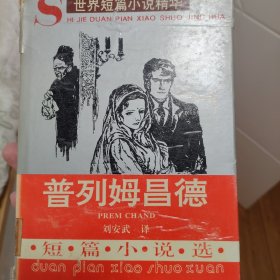 世界短篇小说精华
SHI JIE DUAN PIAN XIAO SHUO JING HUA
普列姆昌德
PREM CHAND
刘安武 译
·短·篇·小·说·选·
duan pian xiao shuo xuan